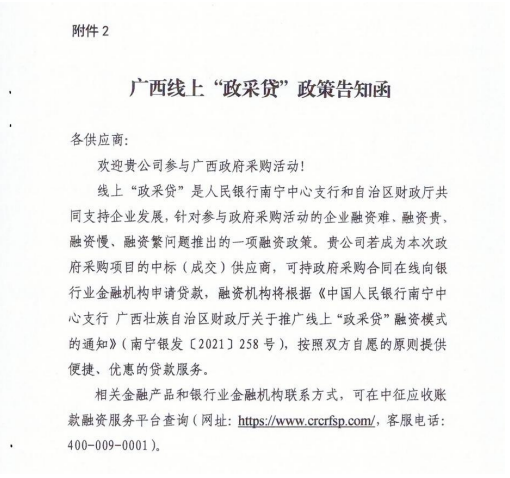 附件 2
广西线上“政采贷”政策告知函
各供应商：
欢迎贵公司参与广西政府采购活动！
线上“政采贷”是人民银行南宁中心支行和自治区财政厅共
同支持企业发展，针对参与政府采购活动的企业融资难、融资贵、
融资慢、融资繁问题推出的一项融资政策。贵公司若成为本次政
府采购项目的中标（成交）供应商，可持政府采购合同在线向银
行业金融机构申请贷款，融资机构将根据《中国人民银行南宁中
心支行 广西壮族自治区财政厅关于推广线上“政采贷”融资模式
的通知》（南宁银发〔2021〕258 号），按照双方自愿的原则提供
便捷、优惠的贷款服务。
相关金融产品和银行业金融机构联系方式，可在中征应收账
款融资服务平台查询（网址：https://www.crcrfsp.com/，客服电话：
400-009-0001）。